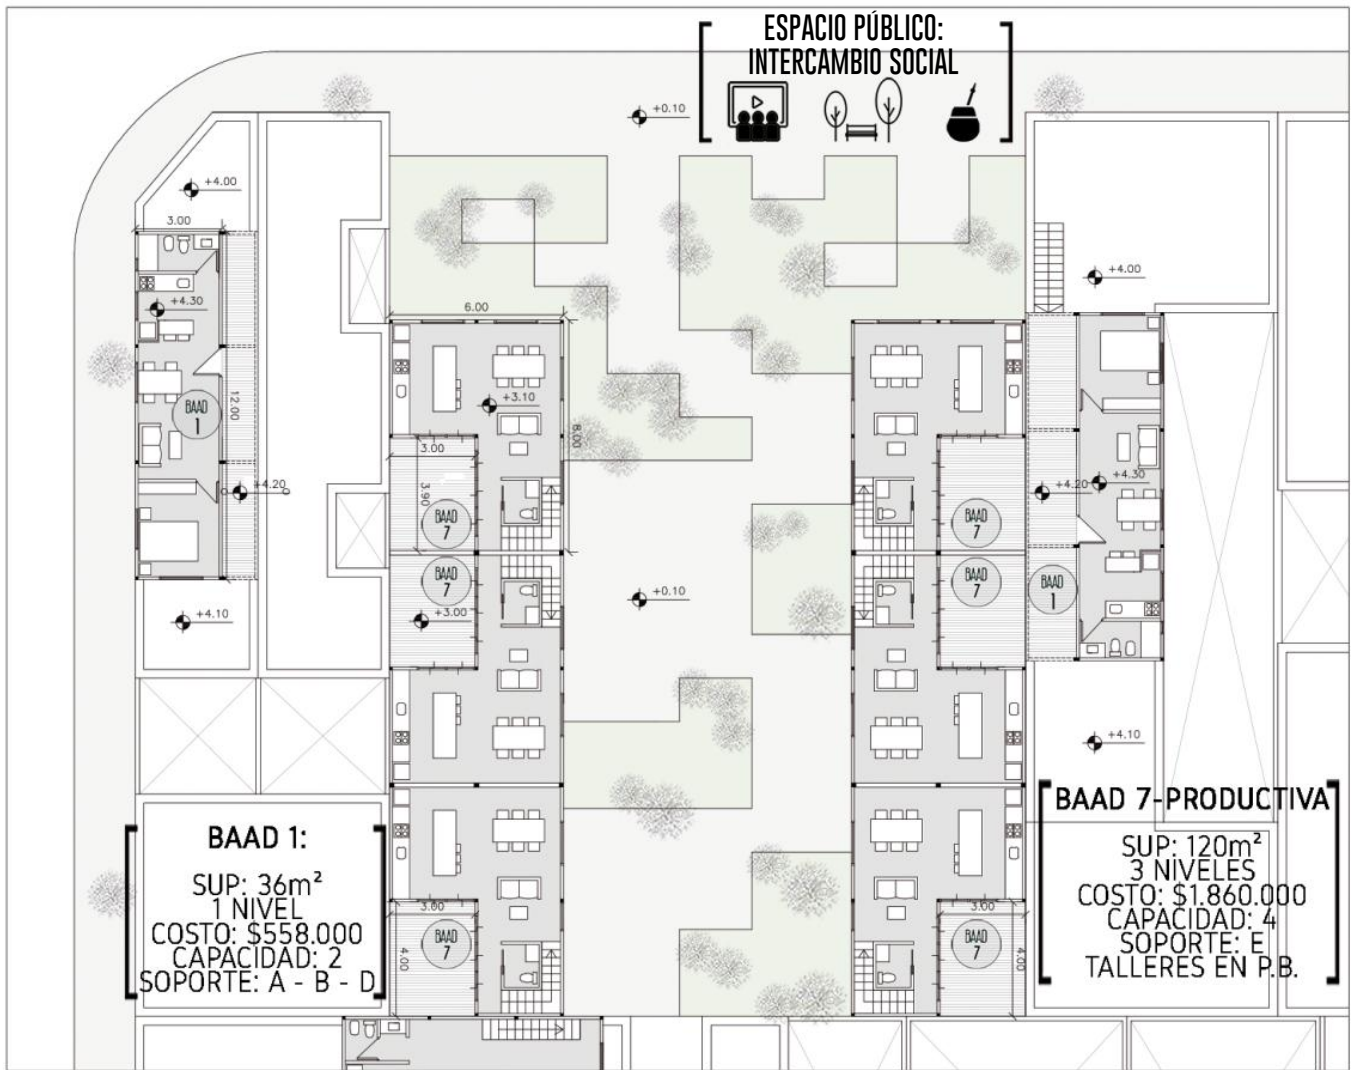 ESPACIO PÚBLICO:
INTERCAMBIO SOCIAL
+0.10
+4.00
3.00
+4.30
BAAD
1
12.00
+4.20
+4.10
6.00
+3.10
8.00
3.00
3.90
BAAD
7
BAAD
7
+3.00
+0.10
3.00
BAAD
7
4.00
+4.00
+4.20
+4.30
BAAD
7
BAAD
7
BAAD
1
+4.10
3.00
BAAD
7
4.00
BAAD 1:
SUP: 36m²
1 NIVEL
COSTO: $558.000
CAPACIDAD: 2
SOPORTE: A - B - D
BAAD 7-PRODUCTIVA
SUP: 120m²
3 NIVELES
COSTO: $1.860.000
CAPACIDAD: 4
SOPORTE: E
TALLERES EN P.B.